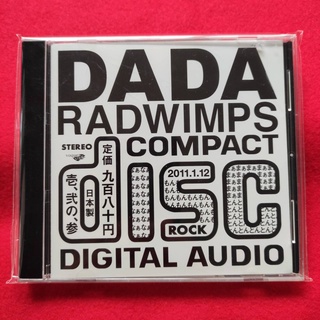 DADA
RADWIMPS
COMPACT
STEREO
定価 九百八十円
日本製
壱、弐の、参
disc
2011.1.12
ROCK
DIGITAL AUDIO